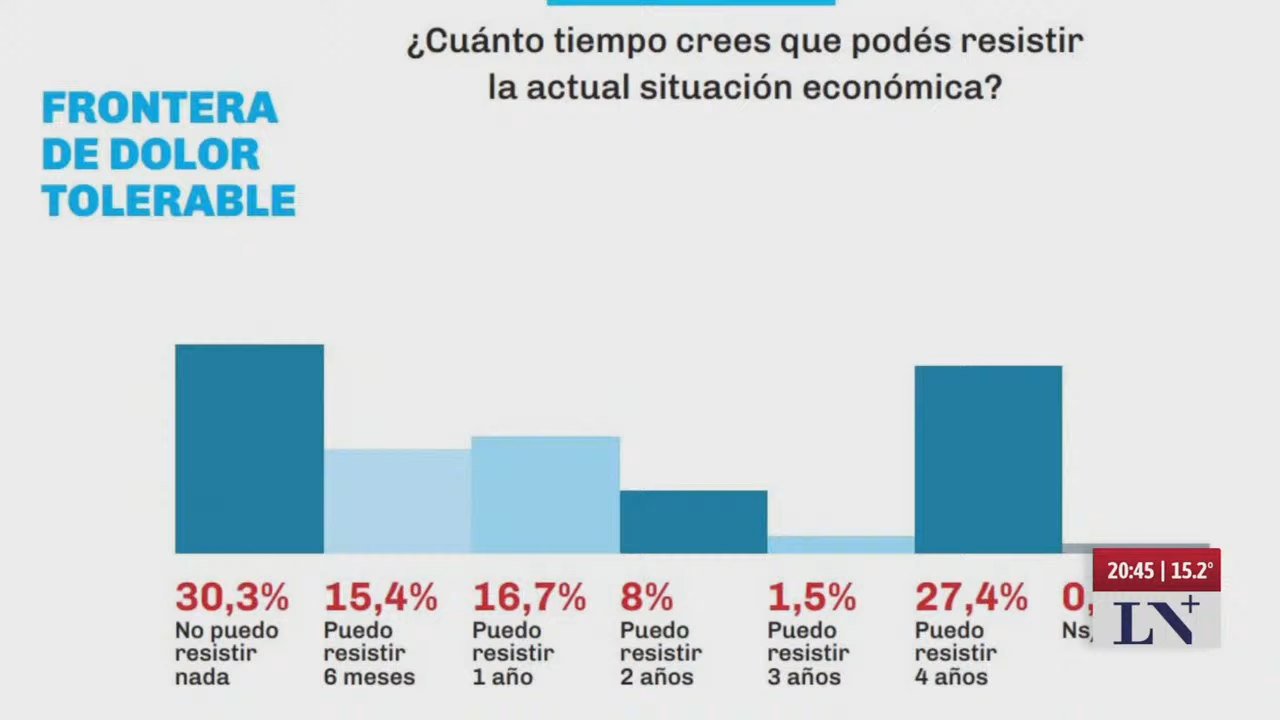 ¿Cuánto tiempo crees que podés resistir
la actual situación económica?
FRONTERA
DE DOLOR
TOLERABLE
30,3%
No puedo
resistir
nada
15,4%
Puedo
resistir
6 meses
16,7%
Puedo
resistir
1 año
8%
Puedo
resistir
2 años
1,5%
Puedo
resistir
3 años
27,4%
Puedo
resistir
4 años
0,
Ns
20:45 | 15.2°
LN+